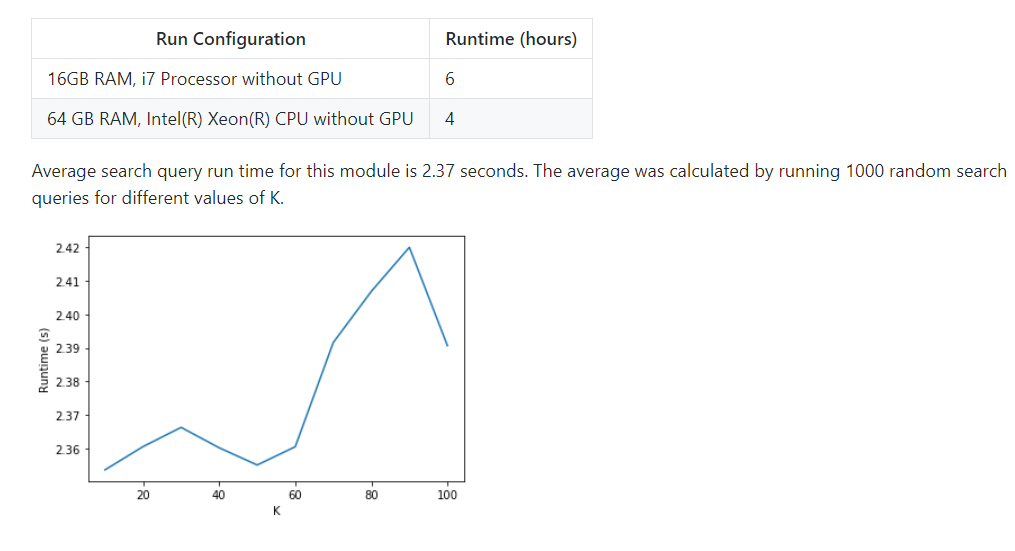 Run Configuration Runtime (hours)
16GB RAM, i7 Processor without GPU 6
64 GB RAM, Intel(R) Xeon(R) CPU without GPU 4
Average search query run time for this module is 2.37 seconds. The average was calculated by running 1000 random search
queries for different values of K.
2.42
2.41
2.40
2.39
2.38
2.37
2.36
Runtime (s)
20 40 60 80 100
K